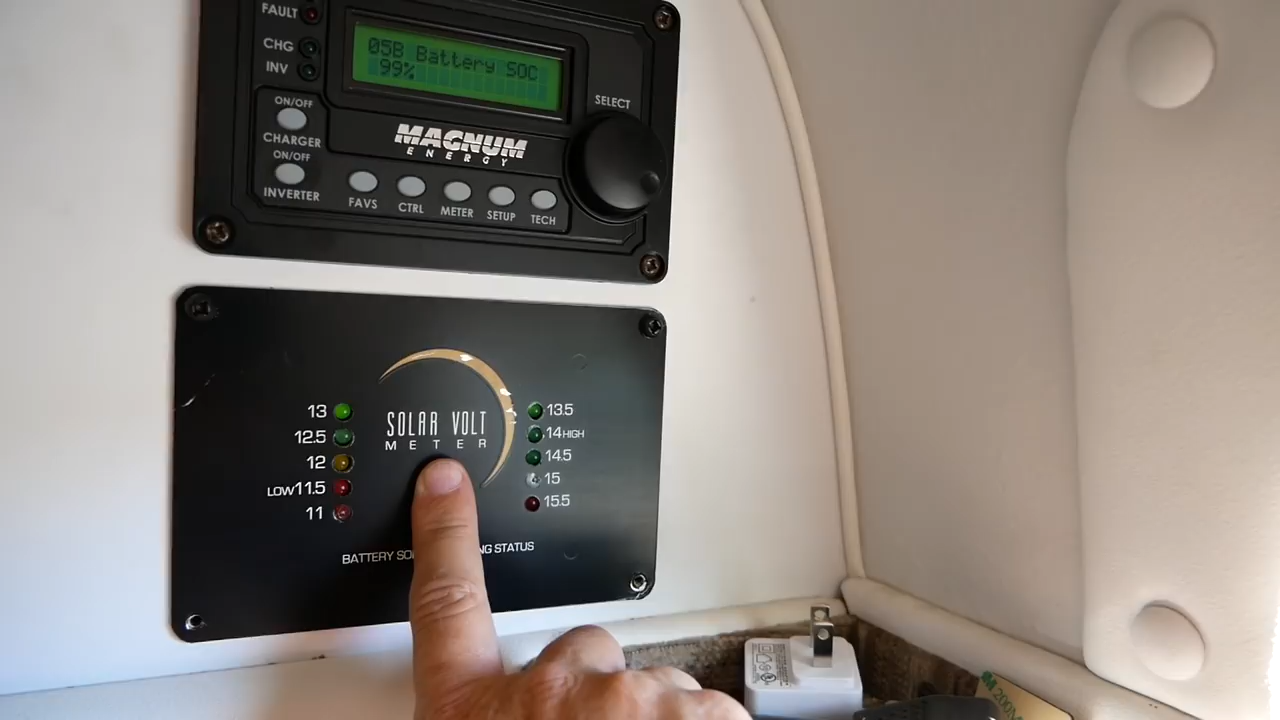 FAULT
CHG
INV
05B Battery SOC
99%
ON/OFF
CHARGER
ON/OFF
INVERTER
MAGNUM
ENERGY
SELECT
FAVS
CTRL
METER
SETUP
TECH
SOLAR VOLT
METER
13
12.5
12
LOW 11.5
11
13.5
14 HIGH
14.5
15
15.5
BATTERY STATUS